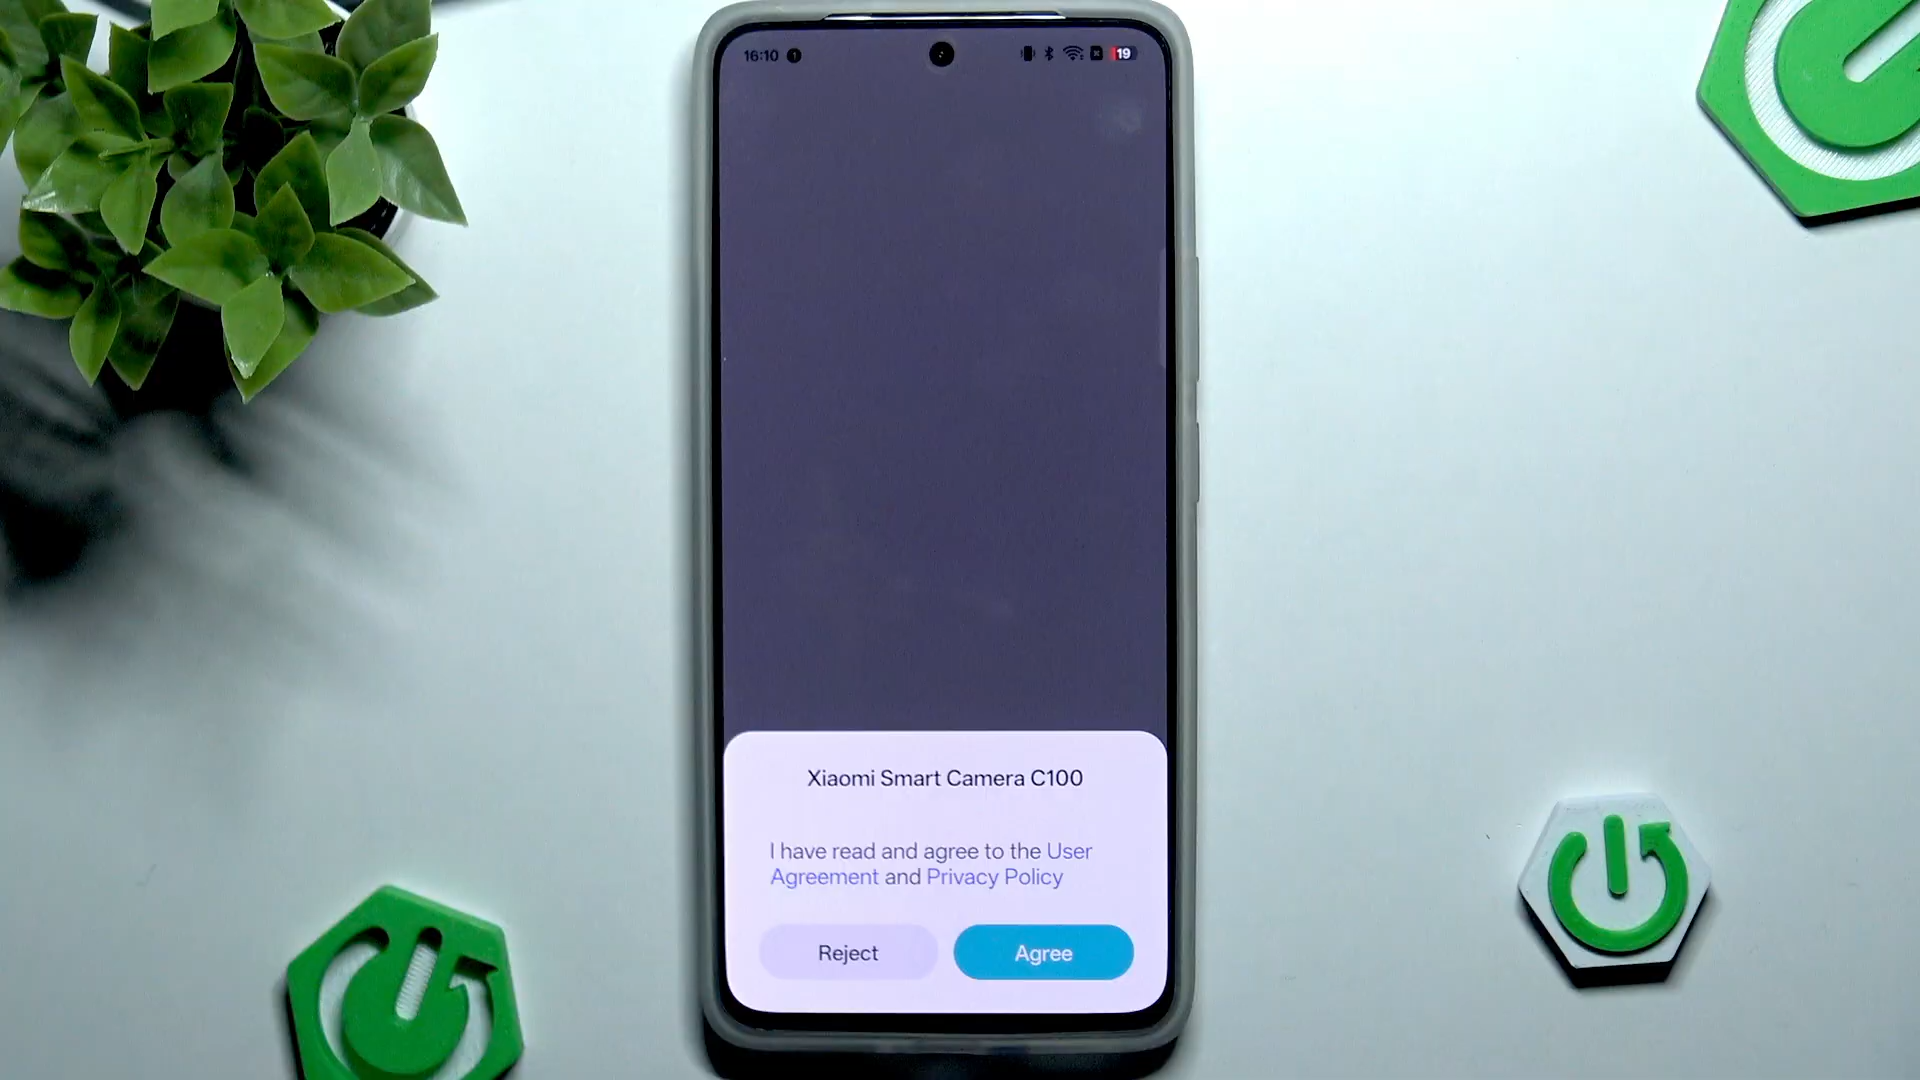 16:10
19
Xiaomi Smart Camera C100
I have read and agree to the User
Agreement and Privacy Policy
Reject
Agree